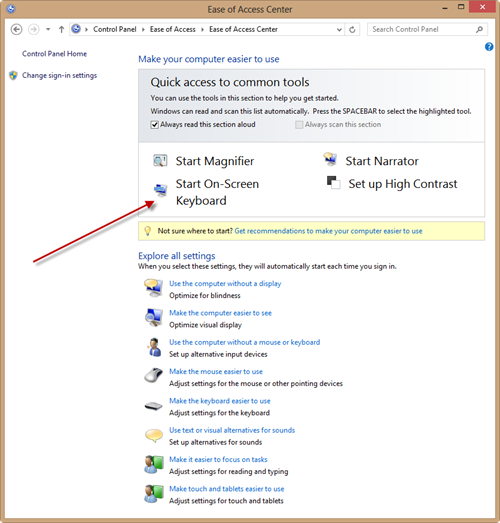 Ease of Access Center
Control Panel Ease of Access Ease of Access Center
Search Control Panel
Control Panel Home
Change sign-in settings
Make your computer easier to use
Quick access to common tools
You can use the tools in this section to help you get started.
Windows can read and scan this list automatically. Press the SPACEBAR to select the highlighted tool.
Always read this section aloud
Always scan this section
Start Magnifier
Start Narrator
Start On-Screen
Keyboard
Set up High Contrast
Not sure where to start? Get recommendations to make your computer easier to use
Explore all settings
When you select these settings, they will automatically start each time you sign in.
Use the computer without a display
Optimize for blindness
Make the computer easier to see
Optimize visual display
Use the computer without a mouse or keyboard
Set up alternative input devices
Make the mouse easier to use
Adjust settings for the mouse or other pointing devices
Make the keyboard easier to use
Adjust settings for the keyboard
Use text or visual alternatives for sounds
Set up alternatives for sounds
Make it easier to focus on tasks
Adjust settings for reading and typing
Make touch and tablets easier to use
Adjust settings for touch and tablets